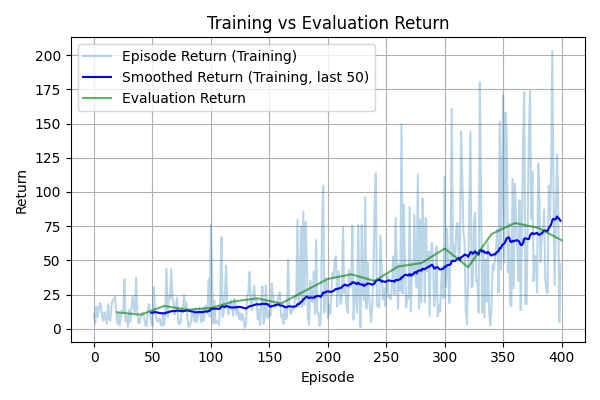 Training vs Evaluation Return
Episode Return (Training)
Smoothed Return (Training, last 50)
Evaluation Return
Return
200
175
150
125
100
75
50
25
0
0 50 100 150 200 250 300 350 400
Episode